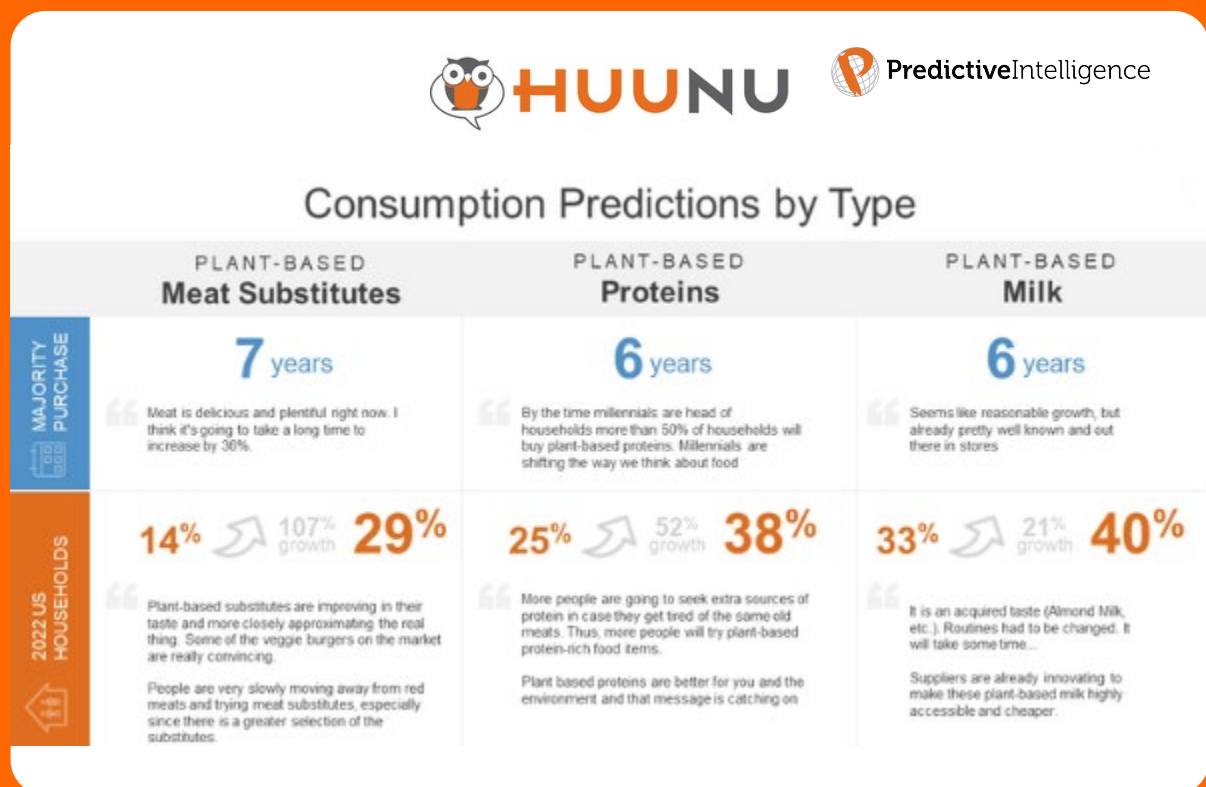 HUUNU
PredictiveIntelligence
Consumption Predictions by Type
PLANT-BASED
Meat Substitutes
PLANT-BASED
Proteins
PLANT-BASED
Milk
MAJORITY
PURCHASE
7 years
Meat is delicious and plentiful right now. I
think it's going to take a long time to
increase by 36%.
6 years
By the time millennials are head of
households more than 50% of households will
buy plant-based proteins. Millennials are
shifting the way we think about food
6 years
Seems like reasonable growth, but
already pretty well known and out
there in stores
2022 US
HOUSEHOLDS
14% 107% growth 29%
Plant-based substitutes are improving in their
taste and more closely approximating the real
thing. Some of the veggie burgers on the market
are really convincing.
People are very slowly moving away from red
meats and trying meat substitutes, especially
since there is a greater selection of the
substitutes.
25% 52% growth 38%
More people are going to seek extra sources of
protein in case they get tired of the same old
meats. Thus, more people will try plant-based
protein-rich food items.
Plant based proteins are better for you and the
environment and that message is catching on
33% 21% growth 40%
It is an acquired taste (Almond Milk,
etc.). Routines had to be changed. It
will take some time...
Suppliers are already innovating to
make these plant-based milk highly
accessible and cheaper.